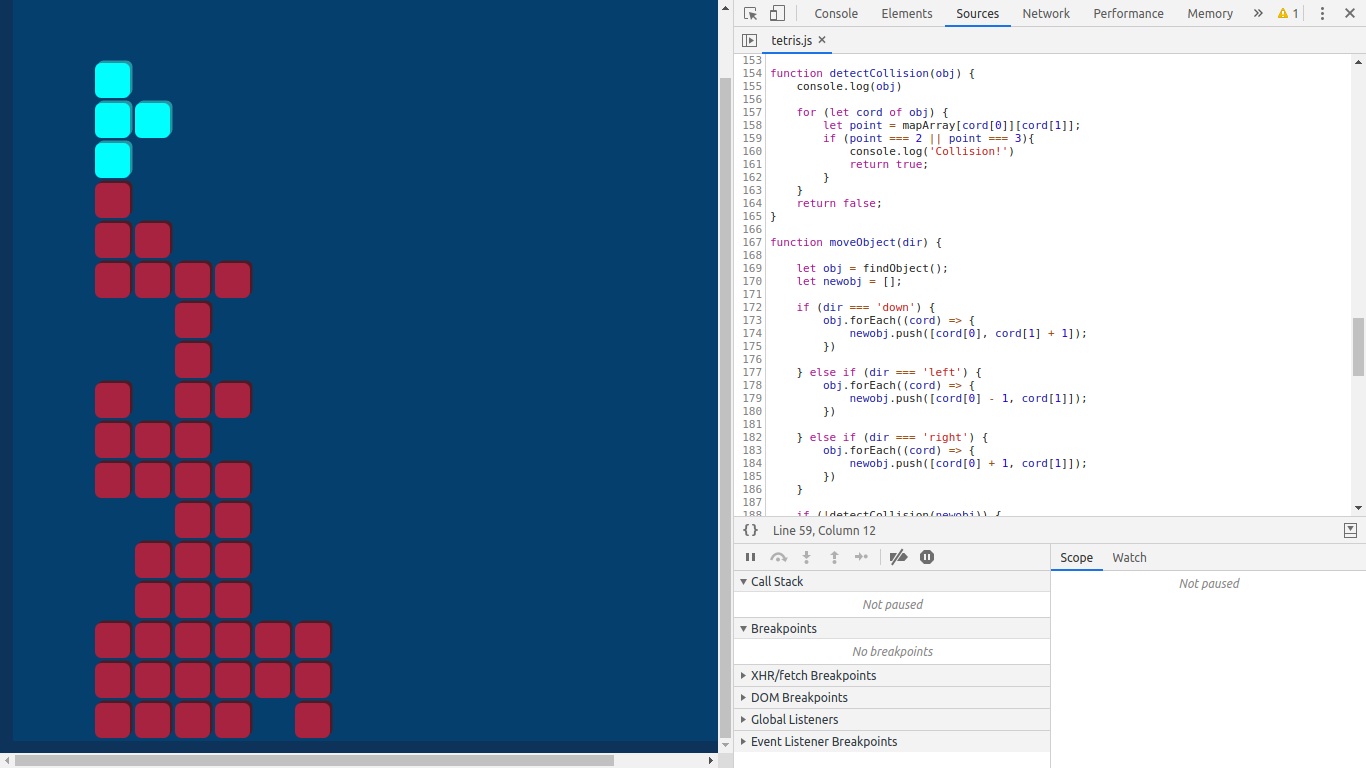 Console Elements Sources Network Performance Memory » 1
tetris.js ×
153
154 function detectCollision(obj) {
155     console.log(obj)
156
157     for (let cord of obj) {
158         let point = mapArray[cord[0]][cord[1]];
159         if (point === 2 || point === 3){
160             console.log('Collision!')
161             return true;
162         }
163     }
164     return false;
165 }
166
167 function moveObject(dir) {
168
169     let obj = findObject();
170     let newobj = [];
171
172     if (dir === 'down') {
173         obj.forEach((cord) => {
174             newobj.push([cord[0], cord[1] + 1]);
175         })
176
177     } else if (dir === 'left') {
178         obj.forEach((cord) => {
179             newobj.push([cord[0] - 1, cord[1]]);
180         })
181
182     } else if (dir === 'right') {
183         obj.forEach((cord) => {
184             newobj.push([cord[0] + 1, cord[1]]);
185         })
186     }
187
188     if (!detectCollision(newobj)) {
{} Line 59, Column 12
Scope Watch
Call Stack
Not paused
Not paused
Breakpoints
No breakpoints
XHR/fetch Breakpoints
DOM Breakpoints
Global Listeners
Event Listener Breakpoints